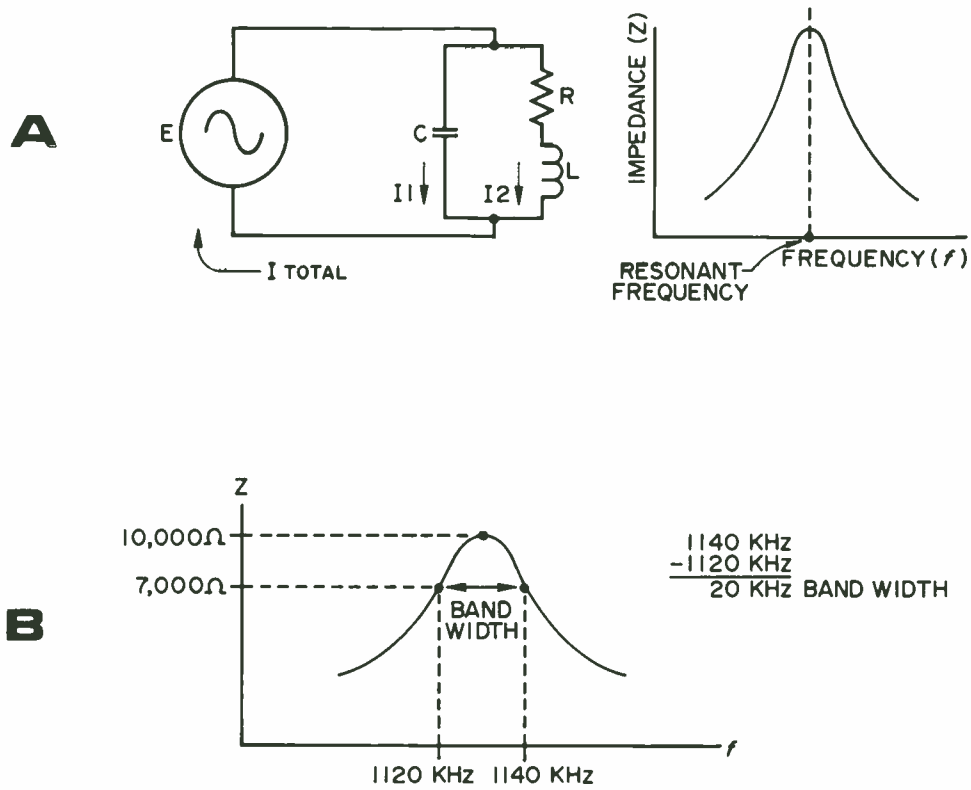 A
E
C
R
L
I1
I2
I TOTAL
IMPEDANCE (Z)
FREQUENCY (f)
RESONANT
FREQUENCY
B
Z
10,000Ω
7,000Ω
BAND
WIDTH
1120 KHz 1140 KHz
f
1140 KHz
-1120 KHz
20 KHz BAND WIDTH